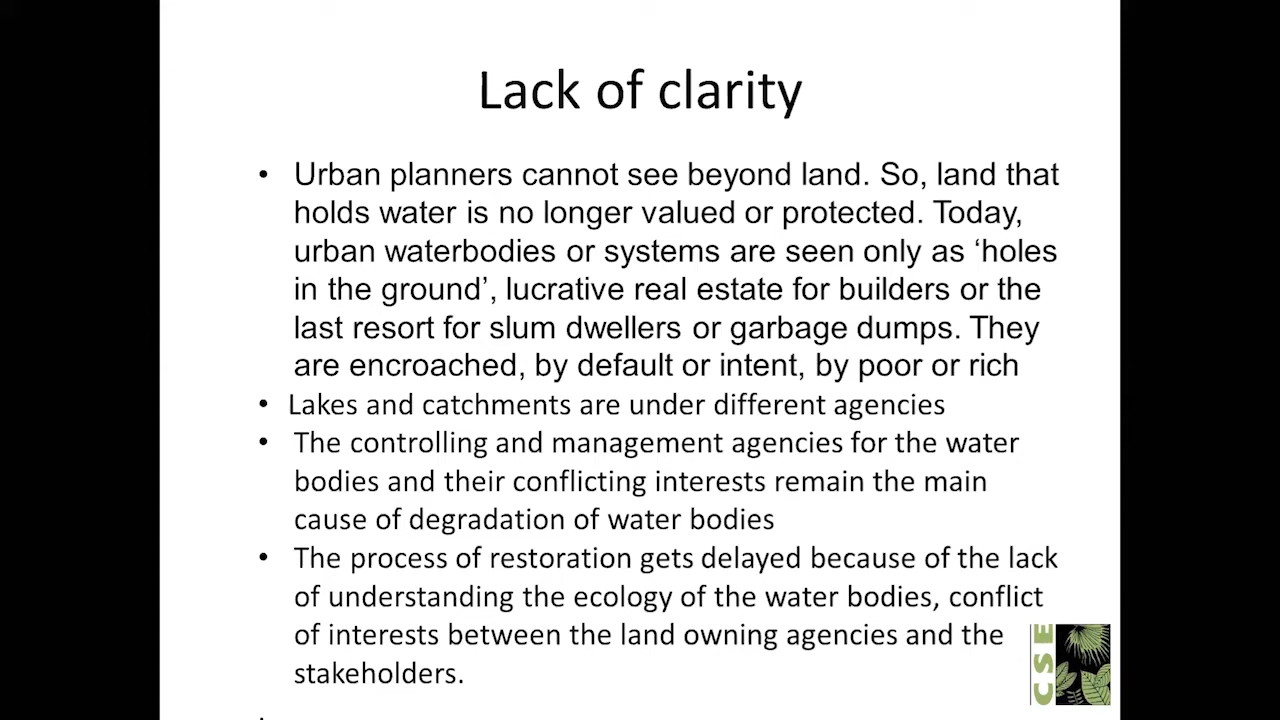 Lack of clarity
• Urban planners cannot see beyond land. So, land that
holds water is no longer valued or protected. Today,
urban waterbodies or systems are seen only as ‘holes
in the ground’, lucrative real estate for builders or the
last resort for slum dwellers or garbage dumps. They
are encroached, by default or intent, by poor or rich
• Lakes and catchments are under different agencies
• The controlling and management agencies for the water
bodies and their conflicting interests remain the main
cause of degradation of water bodies
• The process of restoration gets delayed because of the lack
of understanding the ecology of the water bodies, conflict
of interests between the land owning agencies and the
stakeholders.
CSE